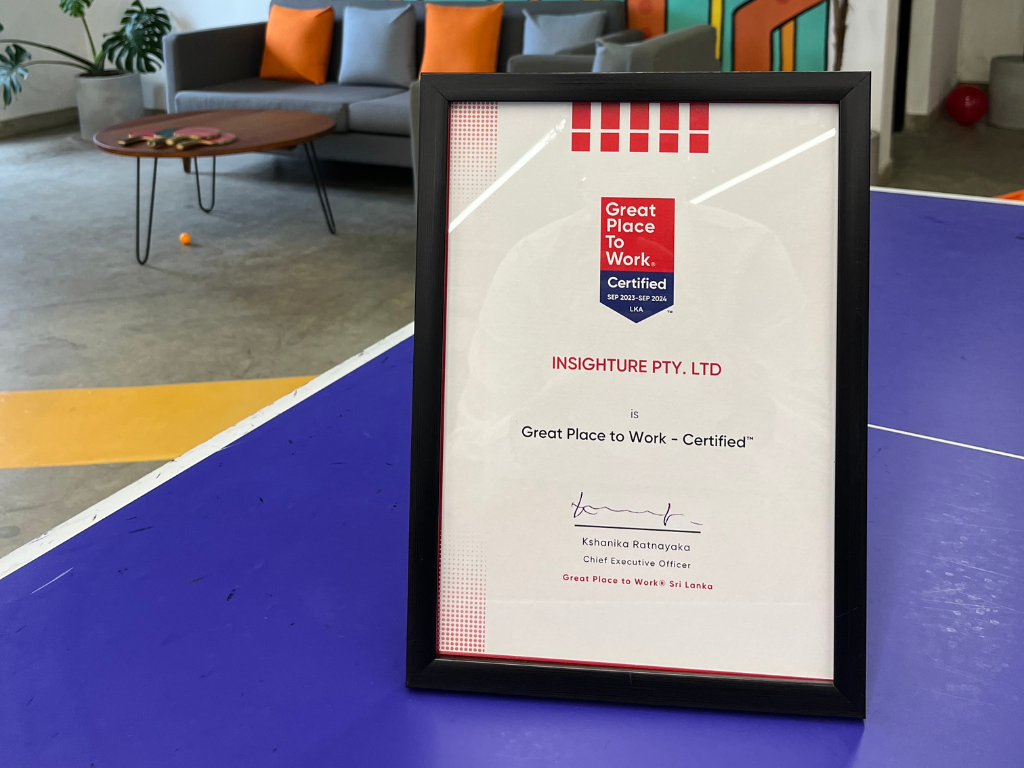 Great
Place
To
Work®
Certified
SEP 2023-SEP 2024
LKA
™
INSIGHTURE PTY. LTD
is
Great Place to Work - Certified™
Kshanika Ratnayaka
Chief Executive Officer
Great Place to Work® Sri Lanka